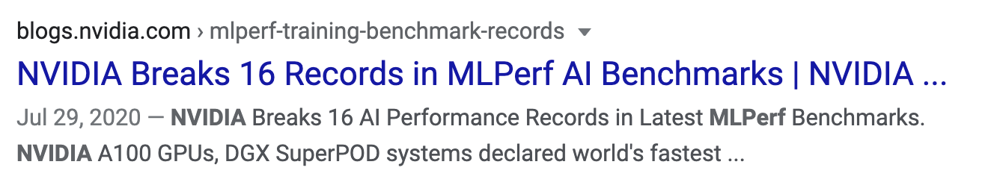 blogs.nvidia.com › mlperf-training-benchmark-records
NVIDIA Breaks 16 Records in MLPerf AI Benchmarks | NVIDIA ...
Jul 29, 2020 — NVIDIA Breaks 16 AI Performance Records in Latest MLPerf Benchmarks.
NVIDIA A100 GPUs, DGX SuperPOD systems declared world's fastest ...